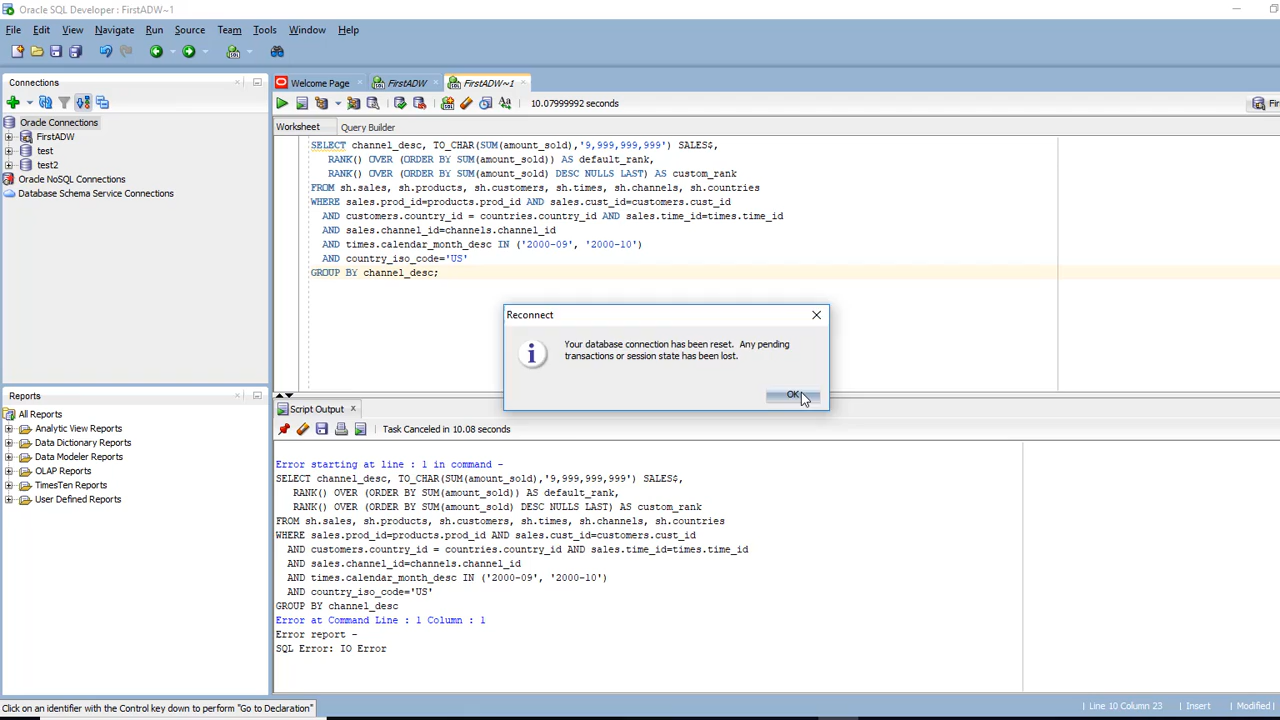 Oracle SQL Developer : FirstADW~1
File Edit View Navigate Run Source Team Tools Window Help
Connections
Welcome Page FirstADW FirstADW~1
10.07999992 seconds
Worksheet Query Builder
Oracle Connections
FirstADW
test
test2
Oracle NoSQL Connections
Database Schema Service Connections
SELECT channel_desc, TO_CHAR(SUM(amount_sold),'9,999,999,999') SALES$,
RANK() OVER (ORDER BY SUM(amount_sold)) AS default_rank,
RANK() OVER (ORDER BY SUM(amount_sold) DESC NULLS LAST) AS custom_rank
FROM sh.sales, sh.products, sh.customers, sh.times, sh.channels, sh.countries
WHERE sales.prod_id=products.prod_id AND sales.cust_id=customers.cust_id
AND customers.country_id = countries.country_id AND sales.time_id=times.time_id
AND sales.channel_id=channels.channel_id
AND times.calendar_month_desc IN ('2000-09', '2000-10')
AND country_iso_code='US'
GROUP BY channel_desc;
Reconnect
Your database connection has been reset. Any pending
transactions or session state has been lost.
OK
Reports
All Reports
Analytic View Reports
Data Dictionary Reports
Data Modeler Reports
OLAP Reports
TimesTen Reports
User Defined Reports
Script Output
Task Canceled in 10.08 seconds
Error starting at line : 1 in command -
SELECT channel_desc, TO_CHAR(SUM(amount_sold),'9,999,999,999') SALES$,
RANK() OVER (ORDER BY SUM(amount_sold)) AS default_rank,
RANK() OVER (ORDER BY SUM(amount_sold) DESC NULLS LAST) AS custom_rank
FROM sh.sales, sh.products, sh.customers, sh.times, sh.channels, sh.countries
WHERE sales.prod_id=products.prod_id AND sales.cust_id=customers.cust_id
AND customers.country_id = countries.country_id AND sales.time_id=times.time_id
AND sales.channel_id=channels.channel_id
AND times.calendar_month_desc IN ('2000-09', '2000-10')
AND country_iso_code='US'
GROUP BY channel_desc
Error at Command Line : 1 Column : 1
Error report -
SQL Error: IO Error
Click on an identifier with the Control key down to perform "Go to Declaration"
Line 10 Column 23 Insert Modified